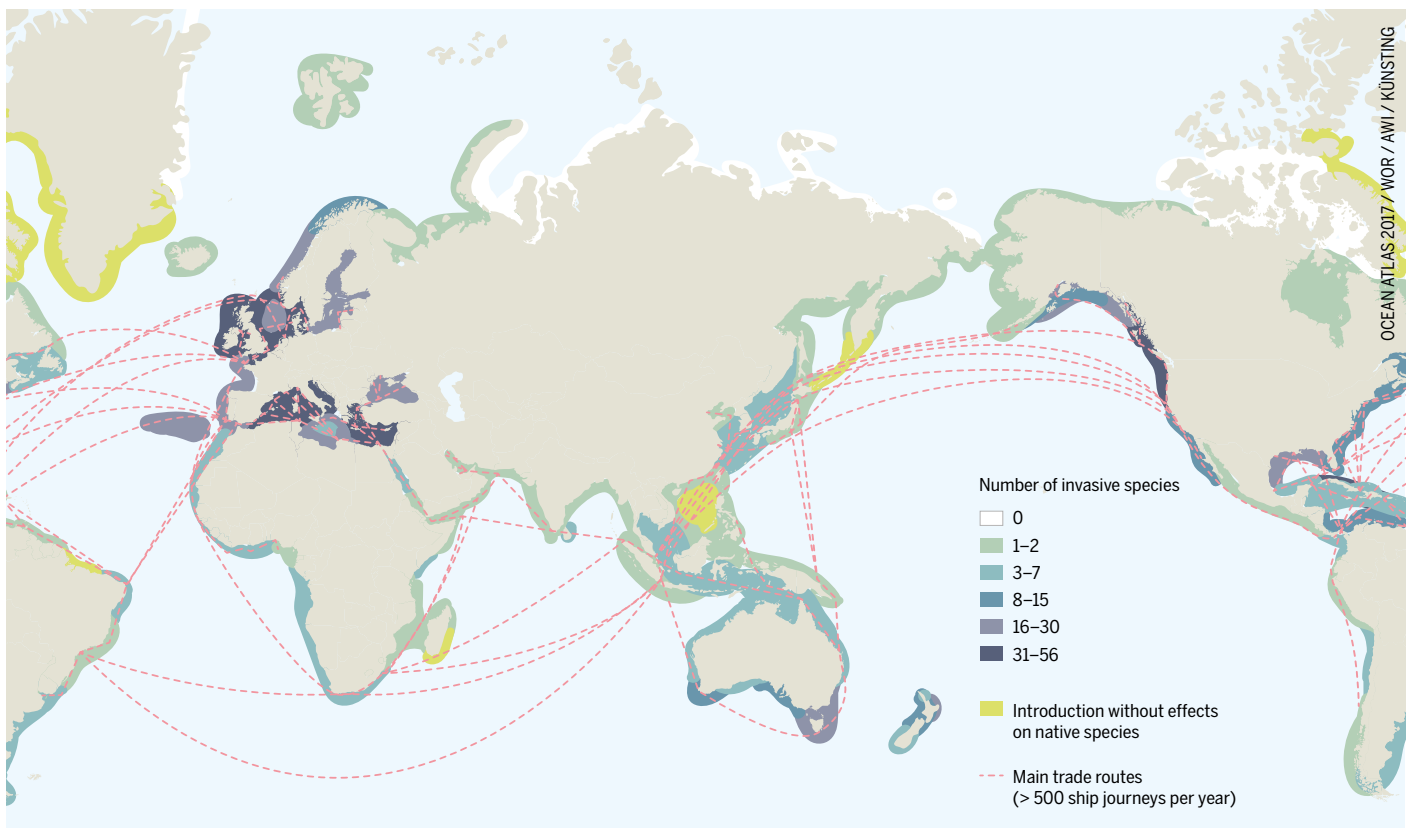 OCEAN ATLAS 2017 / WOR / AWI / KÜNSTING
Number of invasive species
0
1–2
3–7
8–15
16–30
31–56
Introduction without effects
on native species
Main trade routes
(> 500 ship journeys per year)